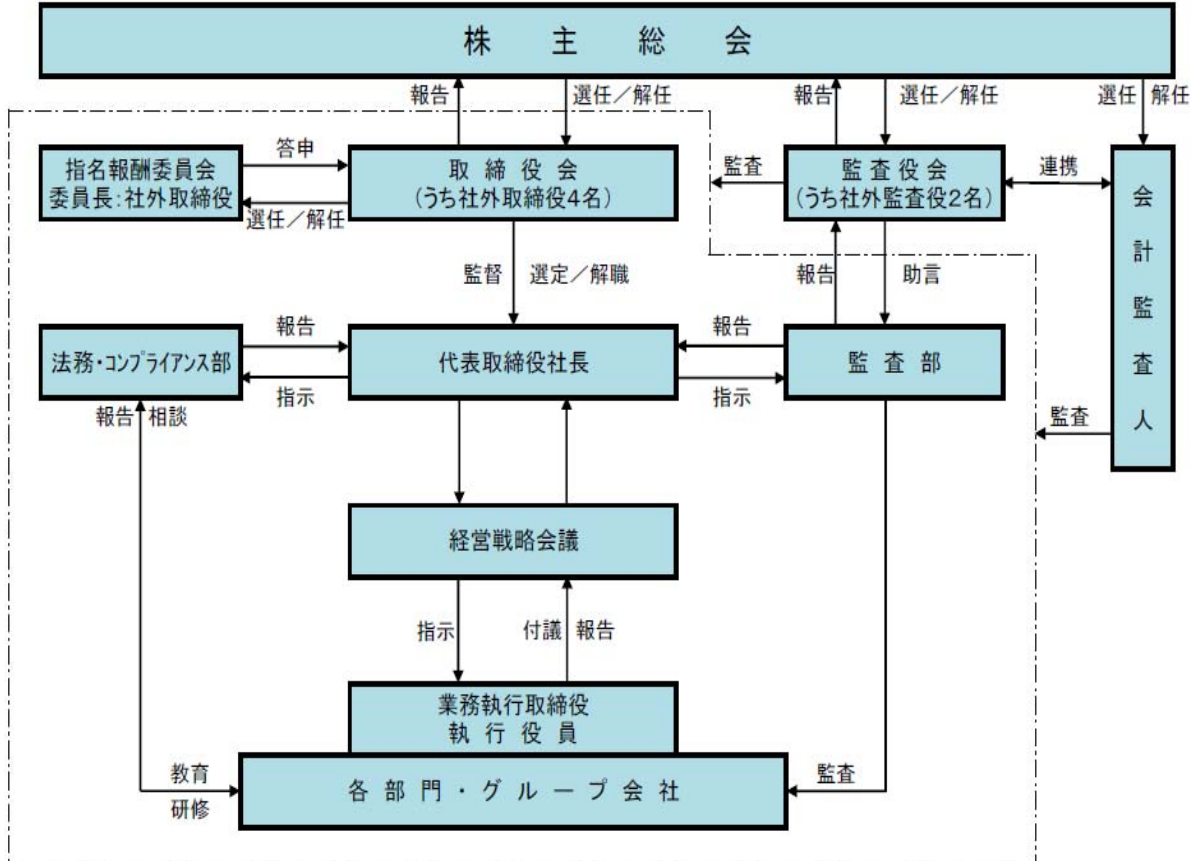 株主総会
報告
選任／解任
報告
選任／解任
選任
解任
指名報酬委員会
委員長:社外取締役
答申
選任／解任
取締役会
(うち社外取締役4名)
監査
監査役会
(うち社外監査役2名)
連携
会計監査人
監督
選定／解職
報告
助言
法務・コンプライアンス部
報告
指示
代表取締役社長
報告
指示
監査部
報告
相談
監査
経営戦略会議
指示
付議
報告
業務執行取締役
執行役員
教育
研修
各部門・グループ会社
監査